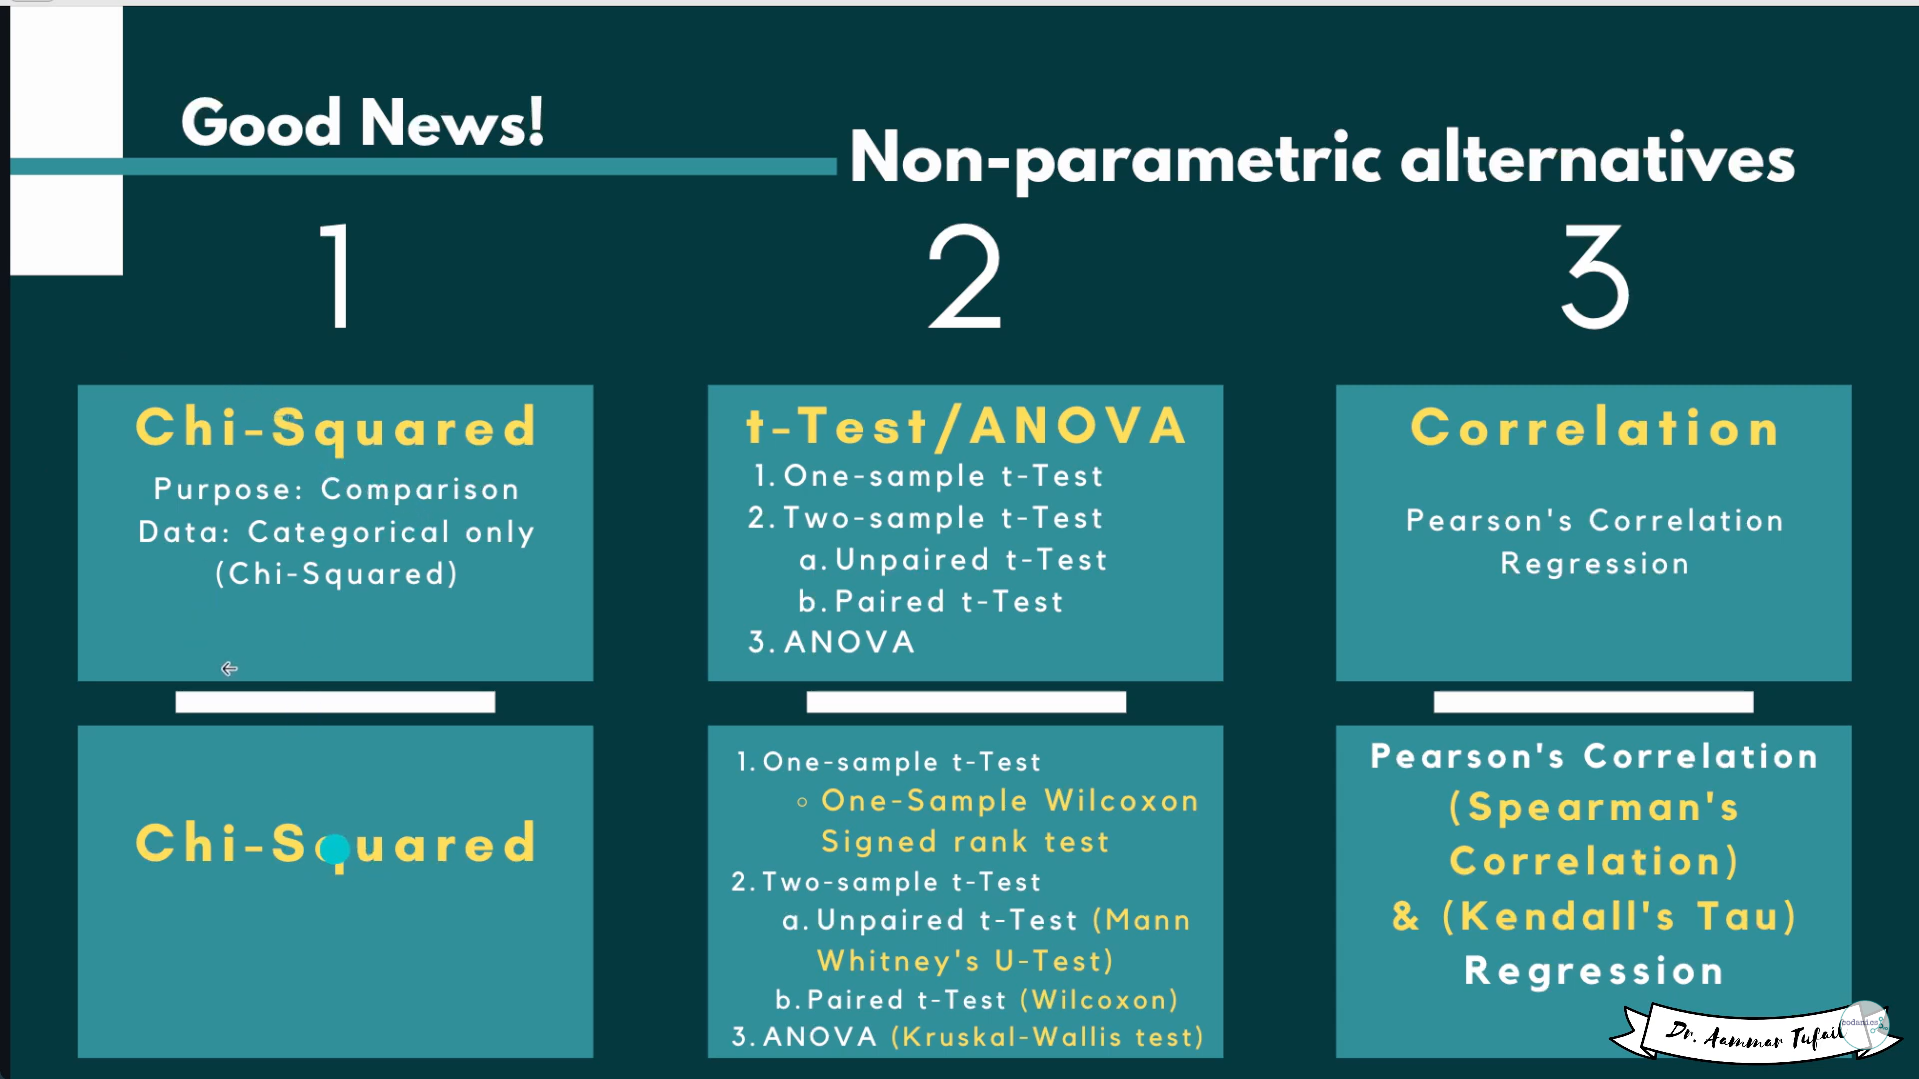 Good News!
Non-parametric alternatives
1
2
3
Chi-Squared
Purpose: Comparison
Data: Categorical only
(Chi-Squared)
t-Test/ANOVA
1. One-sample t-Test
2. Two-sample t-Test
a. Unpaired t-Test
b. Paired t-Test
3. ANOVA
Correlation
Pearson's Correlation
Regression
Chi-Squared
1. One-sample t-Test
One-Sample Wilcoxon
Signed rank test
2. Two-sample t-Test
a. Unpaired t-Test (Mann
Whitney's U-Test)
b. Paired t-Test (Wilcoxon)
3. ANOVA (Kruskal-Wallis test)
Pearson's Correlation
(Spearman's
Correlation)
& (Kendall's Tau)
Regression
Dr. Aammar Tufail
codanics